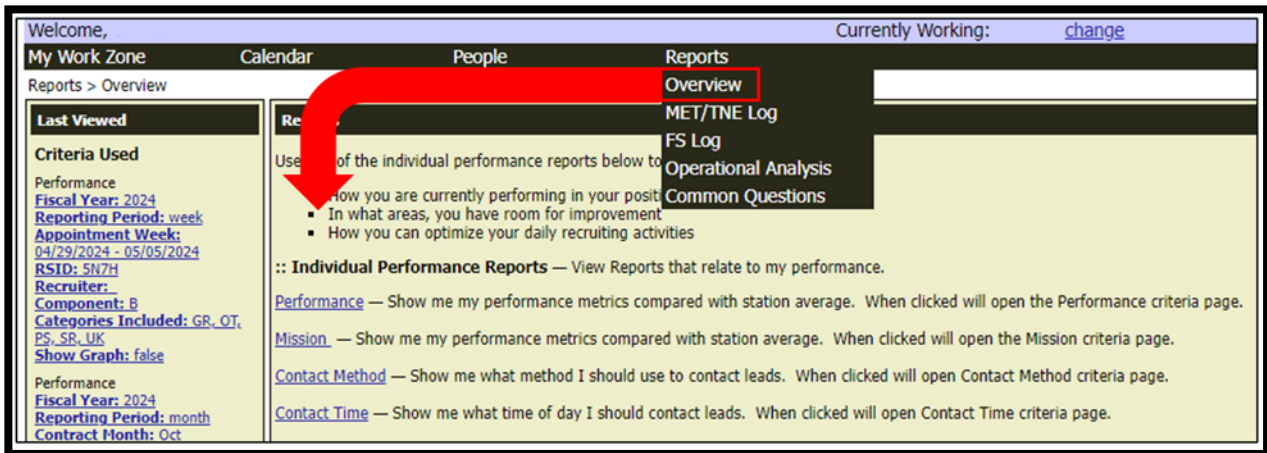 Welcome, Currently Working: change
My Work Zone Calendar People Reports
Reports > Overview
Overview
MET/TNE Log
FS Log
Operational Analysis
Common Questions
Last Viewed
Criteria Used
Performance
Fiscal Year: 2024
Reporting Period: week
Appointment Week:
04/29/2024 - 05/05/2024
RSID: 5N7H
Recruiter:
Component: B
Categories Included: GR, OT,
PS, SR, UK
Show Graph: false
Performance
Fiscal Year: 2024
Reporting Period: month
Contract Month: Oct
Use of the individual performance reports below to
How you are currently performing in your
▪ In what areas, you have room for improvement
▪ How you can optimize your daily recruiting activities
:: Individual Performance Reports — View Reports that relate to my performance.
Performance — Show me my performance metrics compared with station average. When clicked will open the Performance criteria page.
Mission — Show me my performance metrics compared with station average. When clicked will open the Mission criteria page.
Contact Method — Show me what method I should use to contact leads. When clicked will open Contact Method criteria page.
Contact Time — Show me what time of day I should contact leads. When clicked will open Contact Time criteria page.